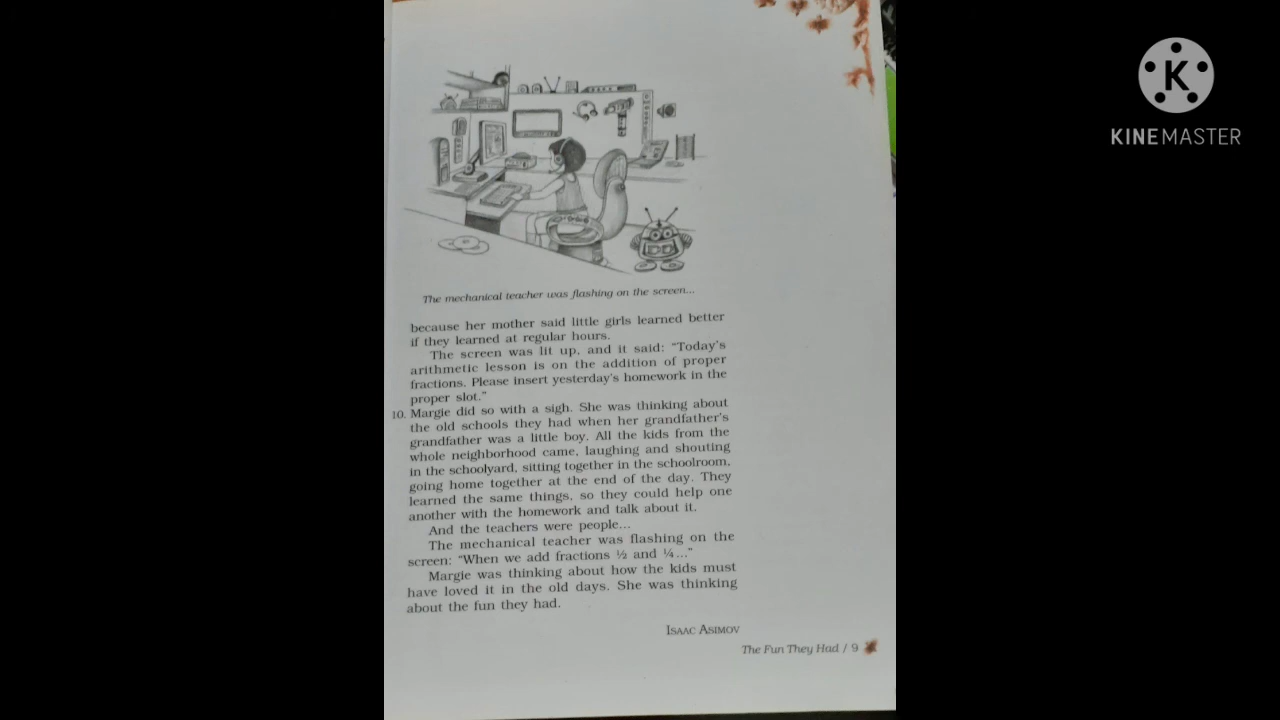 The mechanical teacher was flashing on the screen...
because her mother said little girls learned better
if they learned at regular hours.
The screen was lit up, and it said: “Today’s
arithmetic lesson is on the addition of proper
fractions. Please insert yesterday’s homework in the
proper slot.”
10. Margie did so with a sigh. She was thinking about
the old schools they had when her grandfather’s
grandfather was a little boy. All the kids from the
whole neighborhood came, laughing and shouting
in the schoolyard, sitting together in the schoolroom,
going home together at the end of the day. They
learned the same things, so they could help one
another with the homework and talk about it.
And the teachers were people...
The mechanical teacher was flashing on the
screen: “When we add fractions ½ and ¼...”
Margie was thinking about how the kids must
have loved it in the old days. She was thinking
about the fun they had.
ISAAC ASIMOV
The Fun They Had / 9
K
KINEMASTER